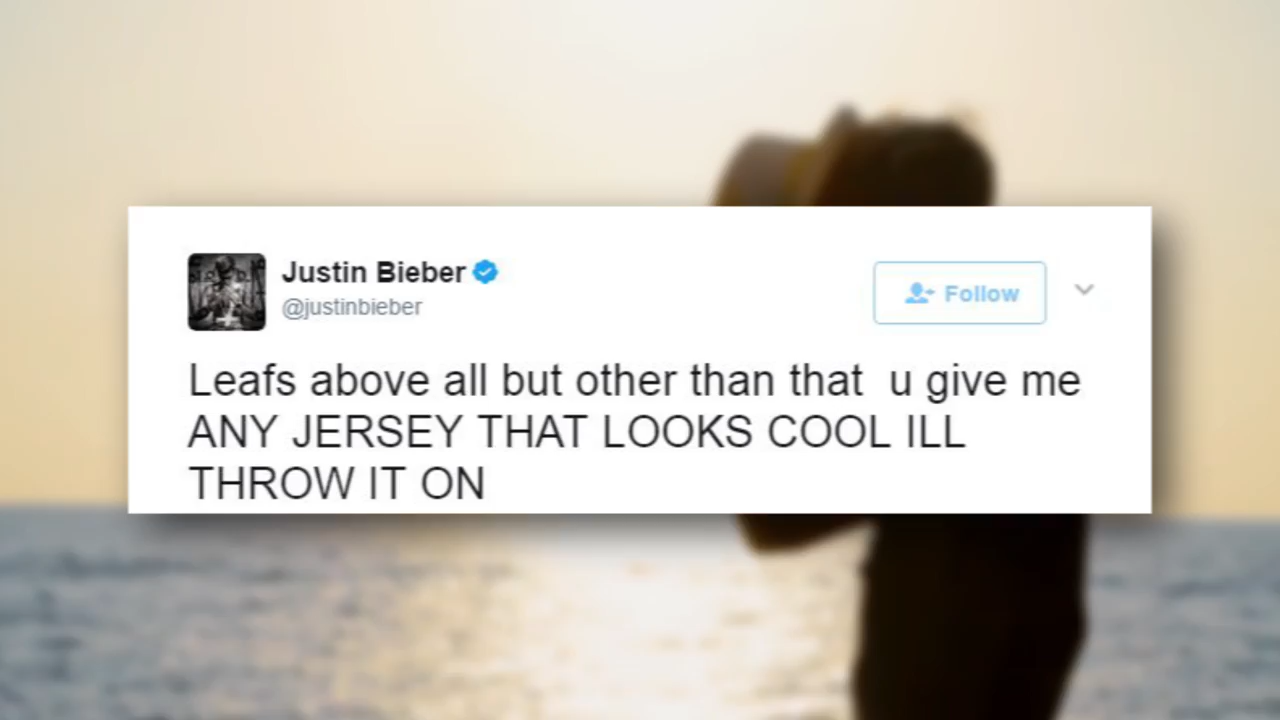 Justin Bieber
@justinbieber
Follow
Leafs above all but other than that  u give me
ANY JERSEY THAT LOOKS COOL ILL
THROW IT ON